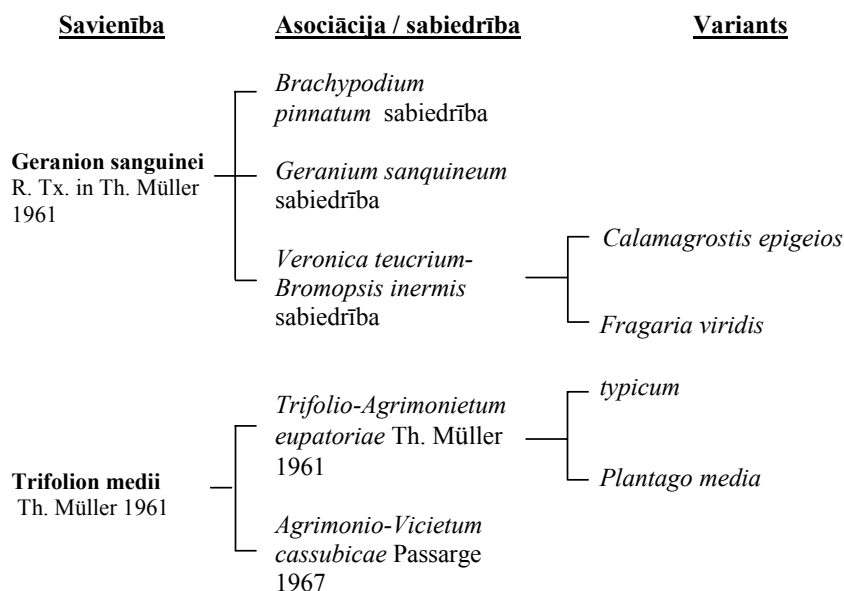 Savienība Asociācija / sabiedrība Variants
Brachypodium
pinnatum sabiedrība
Geranion sanguinei
R. Tx. in Th. Müller
1961
Geranium sanquineum
sabiedrība
Veronica teucrium-
Bromopsis inermis
sabiedrība
Calamagrostis epigeios
Fragaria viridis
Trifolion medii
Th. Müller 1961
Trifolio-Agrimonietum
eupatoriae Th. Müller
1961
typicum
Plantago media
Agrimonio-Vicietum
cassubicae Passarge
1967